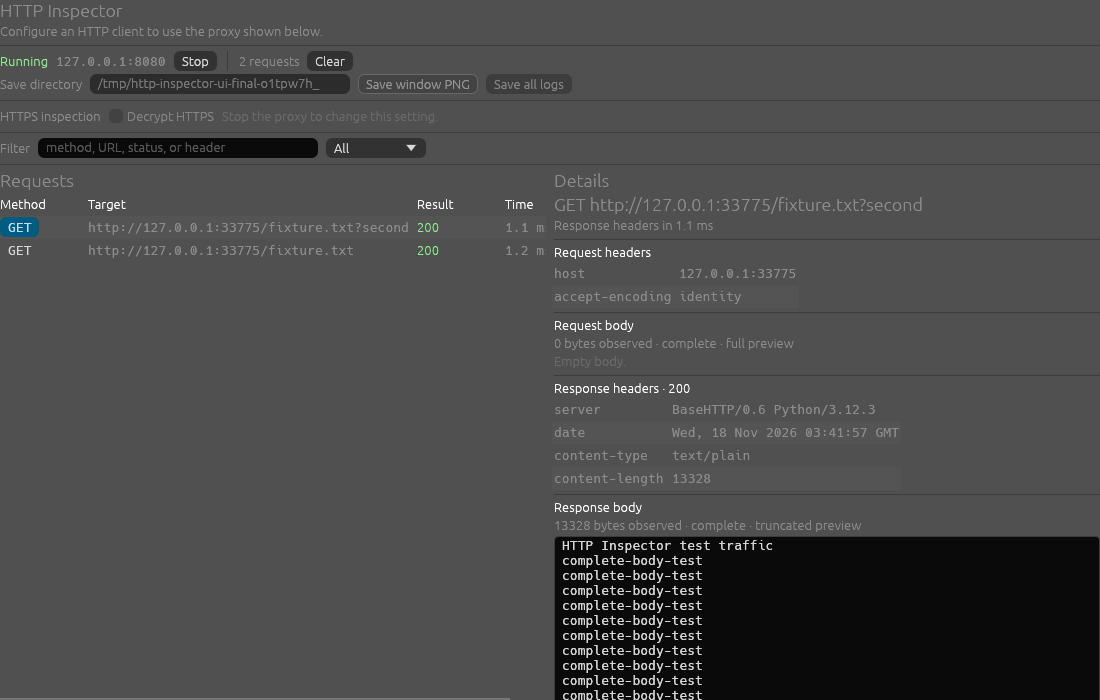 HTTP Inspector
Configure an HTTP client to use the proxy shown below.
Running 127.0.0.1:8080 Stop 2 requests Clear
Save directory /tmp/http-inspector-ui-final-o1tpw7h_ Save window PNG Save all logs
HTTPS inspection Decrypt HTTPS Stop the proxy to change this setting.
Filter method, URL, status, or header All
Requests
Method Target Result Time
GET http://127.0.0.1:33775/fixture.txt?second 200 1.1 m
GET http://127.0.0.1:33775/fixture.txt 200 1.2 m
Details
GET http://127.0.0.1:33775/fixture.txt?second
Response headers in 1.1 ms
Request headers
host 127.0.0.1:33775
accept-encoding identity
Request body
0 bytes observed · complete · full preview
Empty body.
Response headers · 200
server BaseHTTP/0.6 Python/3.12.3
date Wed, 18 Nov 2026 03:41:57 GMT
content-type text/plain
content-length 13328
Response body
13328 bytes observed · complete · truncated preview
HTTP Inspector test traffic
complete-body-test
complete-body-test
complete-body-test
complete-body-test
complete-body-test
complete-body-test
complete-body-test
complete-body-test
complete-body-test
complete-body-test